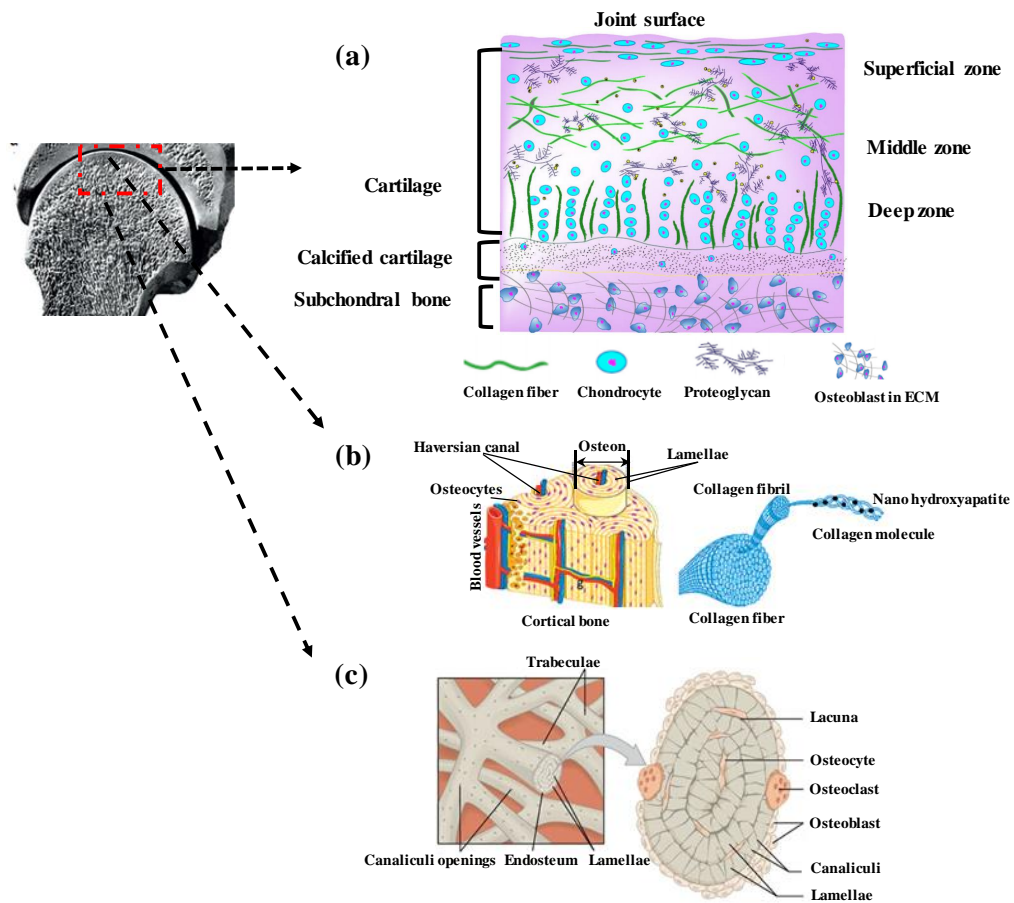 Joint surface
(a)
Superficial zone
Middle zone
Cartilage
Deep zone
Calcified cartilage
Subchondral bone
Collagen fiber
Chondrocyte
Proteoglycan
Osteoblast in ECM
(b)
Haversian canal
Osteon
Lamellae
Osteocytes
Blood vessels
g
Cortical bone
Collagen fibril
Nano hydroxyapatite
Collagen molecule
Collagen fiber
(c)
Trabeculae
Canaliculi openings
Endosteum
Lamellae
Lacuna
Osteocyte
Osteoclast
Osteoblast
Canaliculi
Lamellae